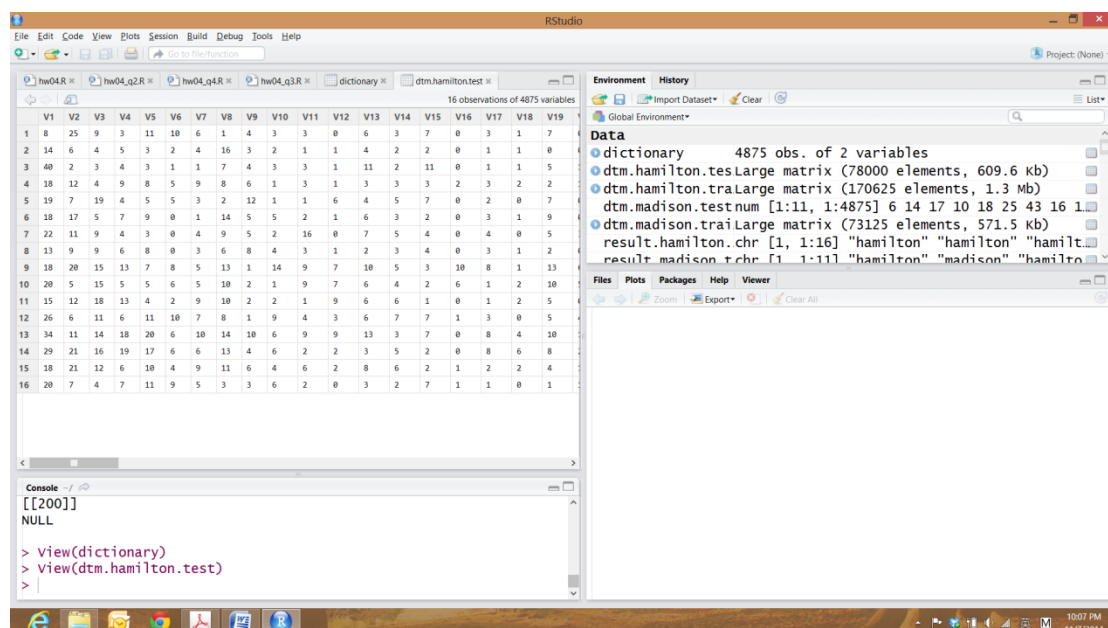 RStudio
File Edit Code View Plots Session Build Debug Tools Help
Go to file/function
Project: (None)
hw04.R hw04_q2.R hw04_q4.R hw04_q3.R dictionary dtm.hamilton.test
16 observations of 4875 variables
V1 V2 V3 V4 V5 V6 V7 V8 V9 V10 V11 V12 V13 V14 V15 V16 V17 V18 V19
1 8 25 9 3 11 10 6 1 4 3 3 0 6 3 7 0 3 1 7
2 14 6 4 5 3 2 4 16 3 2 1 1 4 2 2 0 1 1 0
3 40 2 3 4 3 1 1 7 4 3 3 1 11 2 11 0 1 1 5
4 18 12 4 9 8 5 9 8 6 1 3 1 3 3 3 2 3 2 2
5 19 7 19 4 5 5 3 2 12 1 1 6 4 5 7 0 2 0 7
6 18 17 5 7 9 0 1 14 5 5 2 1 6 3 2 0 3 1 9
7 22 11 9 4 3 0 4 9 5 2 16 0 7 5 4 0 4 0 5
8 13 9 9 6 8 0 3 6 8 4 3 1 2 3 4 0 3 1 2
9 18 20 15 13 7 8 5 13 1 14 9 7 10 5 3 10 8 1 13
10 20 5 15 5 5 6 5 10 2 1 9 7 6 4 2 6 1 2 10
11 15 12 18 13 4 2 9 10 2 2 1 9 6 6 1 0 1 2 5
12 26 6 11 6 11 10 7 8 1 9 4 3 6 7 7 1 3 0 5
13 34 11 14 18 20 6 10 14 10 6 9 9 13 3 7 0 8 4 10
14 29 21 16 19 17 6 6 13 4 6 2 2 3 5 2 0 8 6 8
15 18 21 12 6 10 4 9 11 6 4 6 2 8 6 2 1 2 2 4
16 20 7 4 7 11 9 5 3 3 6 2 0 3 2 7 1 1 0 1
Console ~/
[[200]]
NULL
> View(dictionary)
> View(dtm.hamilton.test)
>
Environment History
Import Dataset Clear List
Global Environment
Data
dictionary 4875 obs. of 2 variables
dtm.hamilton.tes Large matrix (78000 elements, 609.6 Kb)
dtm.hamilton.tra Large matrix (170625 elements, 1.3 Mb)
dtm.madison.test num [1:11, 1:4875] 6 14 17 10 18 25 43 16 1…
dtm.madison.trai Large matrix (73125 elements, 571.5 Kb)
result.hamilton. chr [1, 1:16] "hamilton" "hamilton" "hamilt…
result.madison.t chr [1, 1:11] "hamilton" "madison" "hamilto…
Files Plots Packages Help Viewer
Zoom Export Clear All
M 10:07 PM